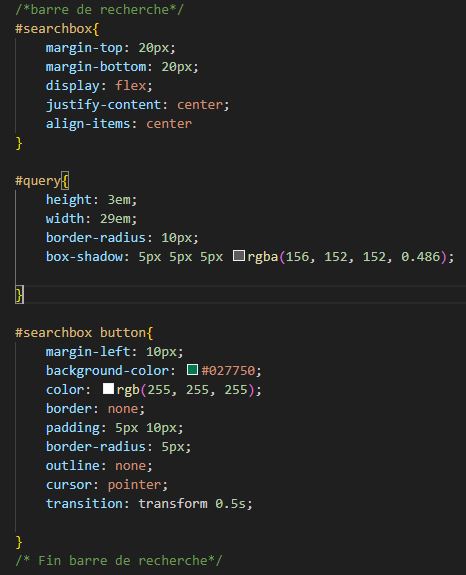 /*barre de recherche*/
#searchbox{
    margin-top: 20px;
    margin-bottom: 20px;
    display: flex;
    justify-content: center;
    align-items: center
}

#query{
    height: 3em;
    width: 29em;
    border-radius: 10px;
    box-shadow: 5px 5px 5px rgba(156, 152, 152, 0.486);

}

#searchbox button{
    margin-left: 10px;
    background-color: #027750;
    color: rgb(255, 255, 255);
    border: none;
    padding: 5px 10px;
    border-radius: 5px;
    outline: none;
    cursor: pointer;
    transition: transform 0.5s;

}
/* Fin barre de recherche*/